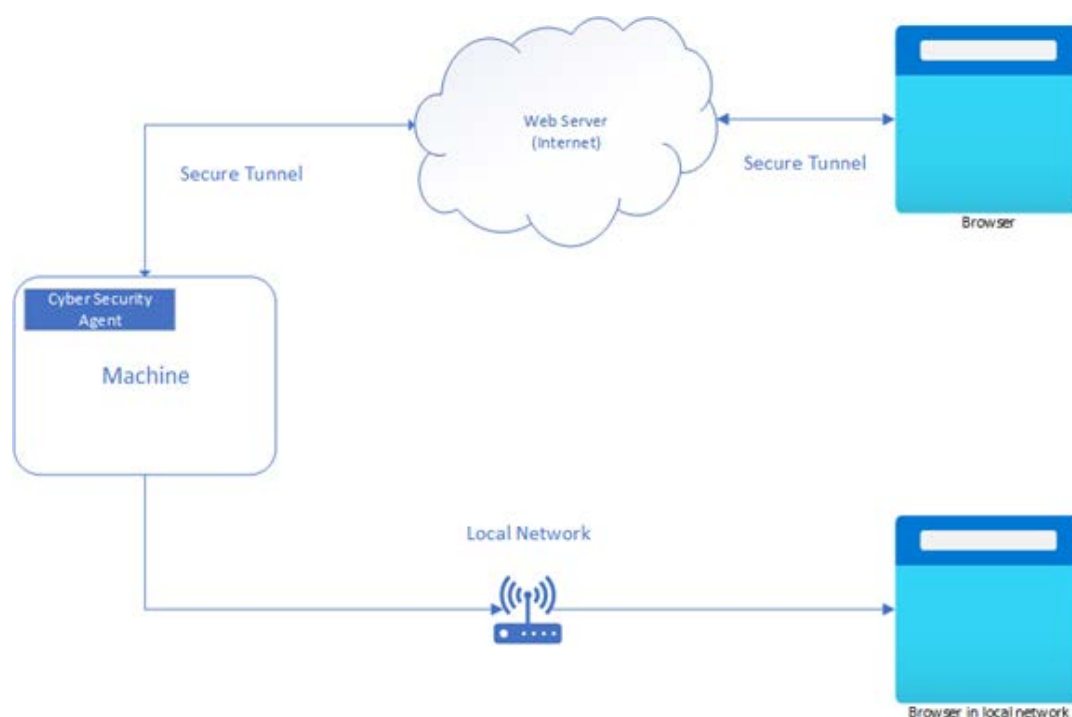 Web Server
(Internet)
Secure Tunnel
Secure Tunnel
Browser
Cyber Security
Agent
Machine
Local Network
Browser in local network